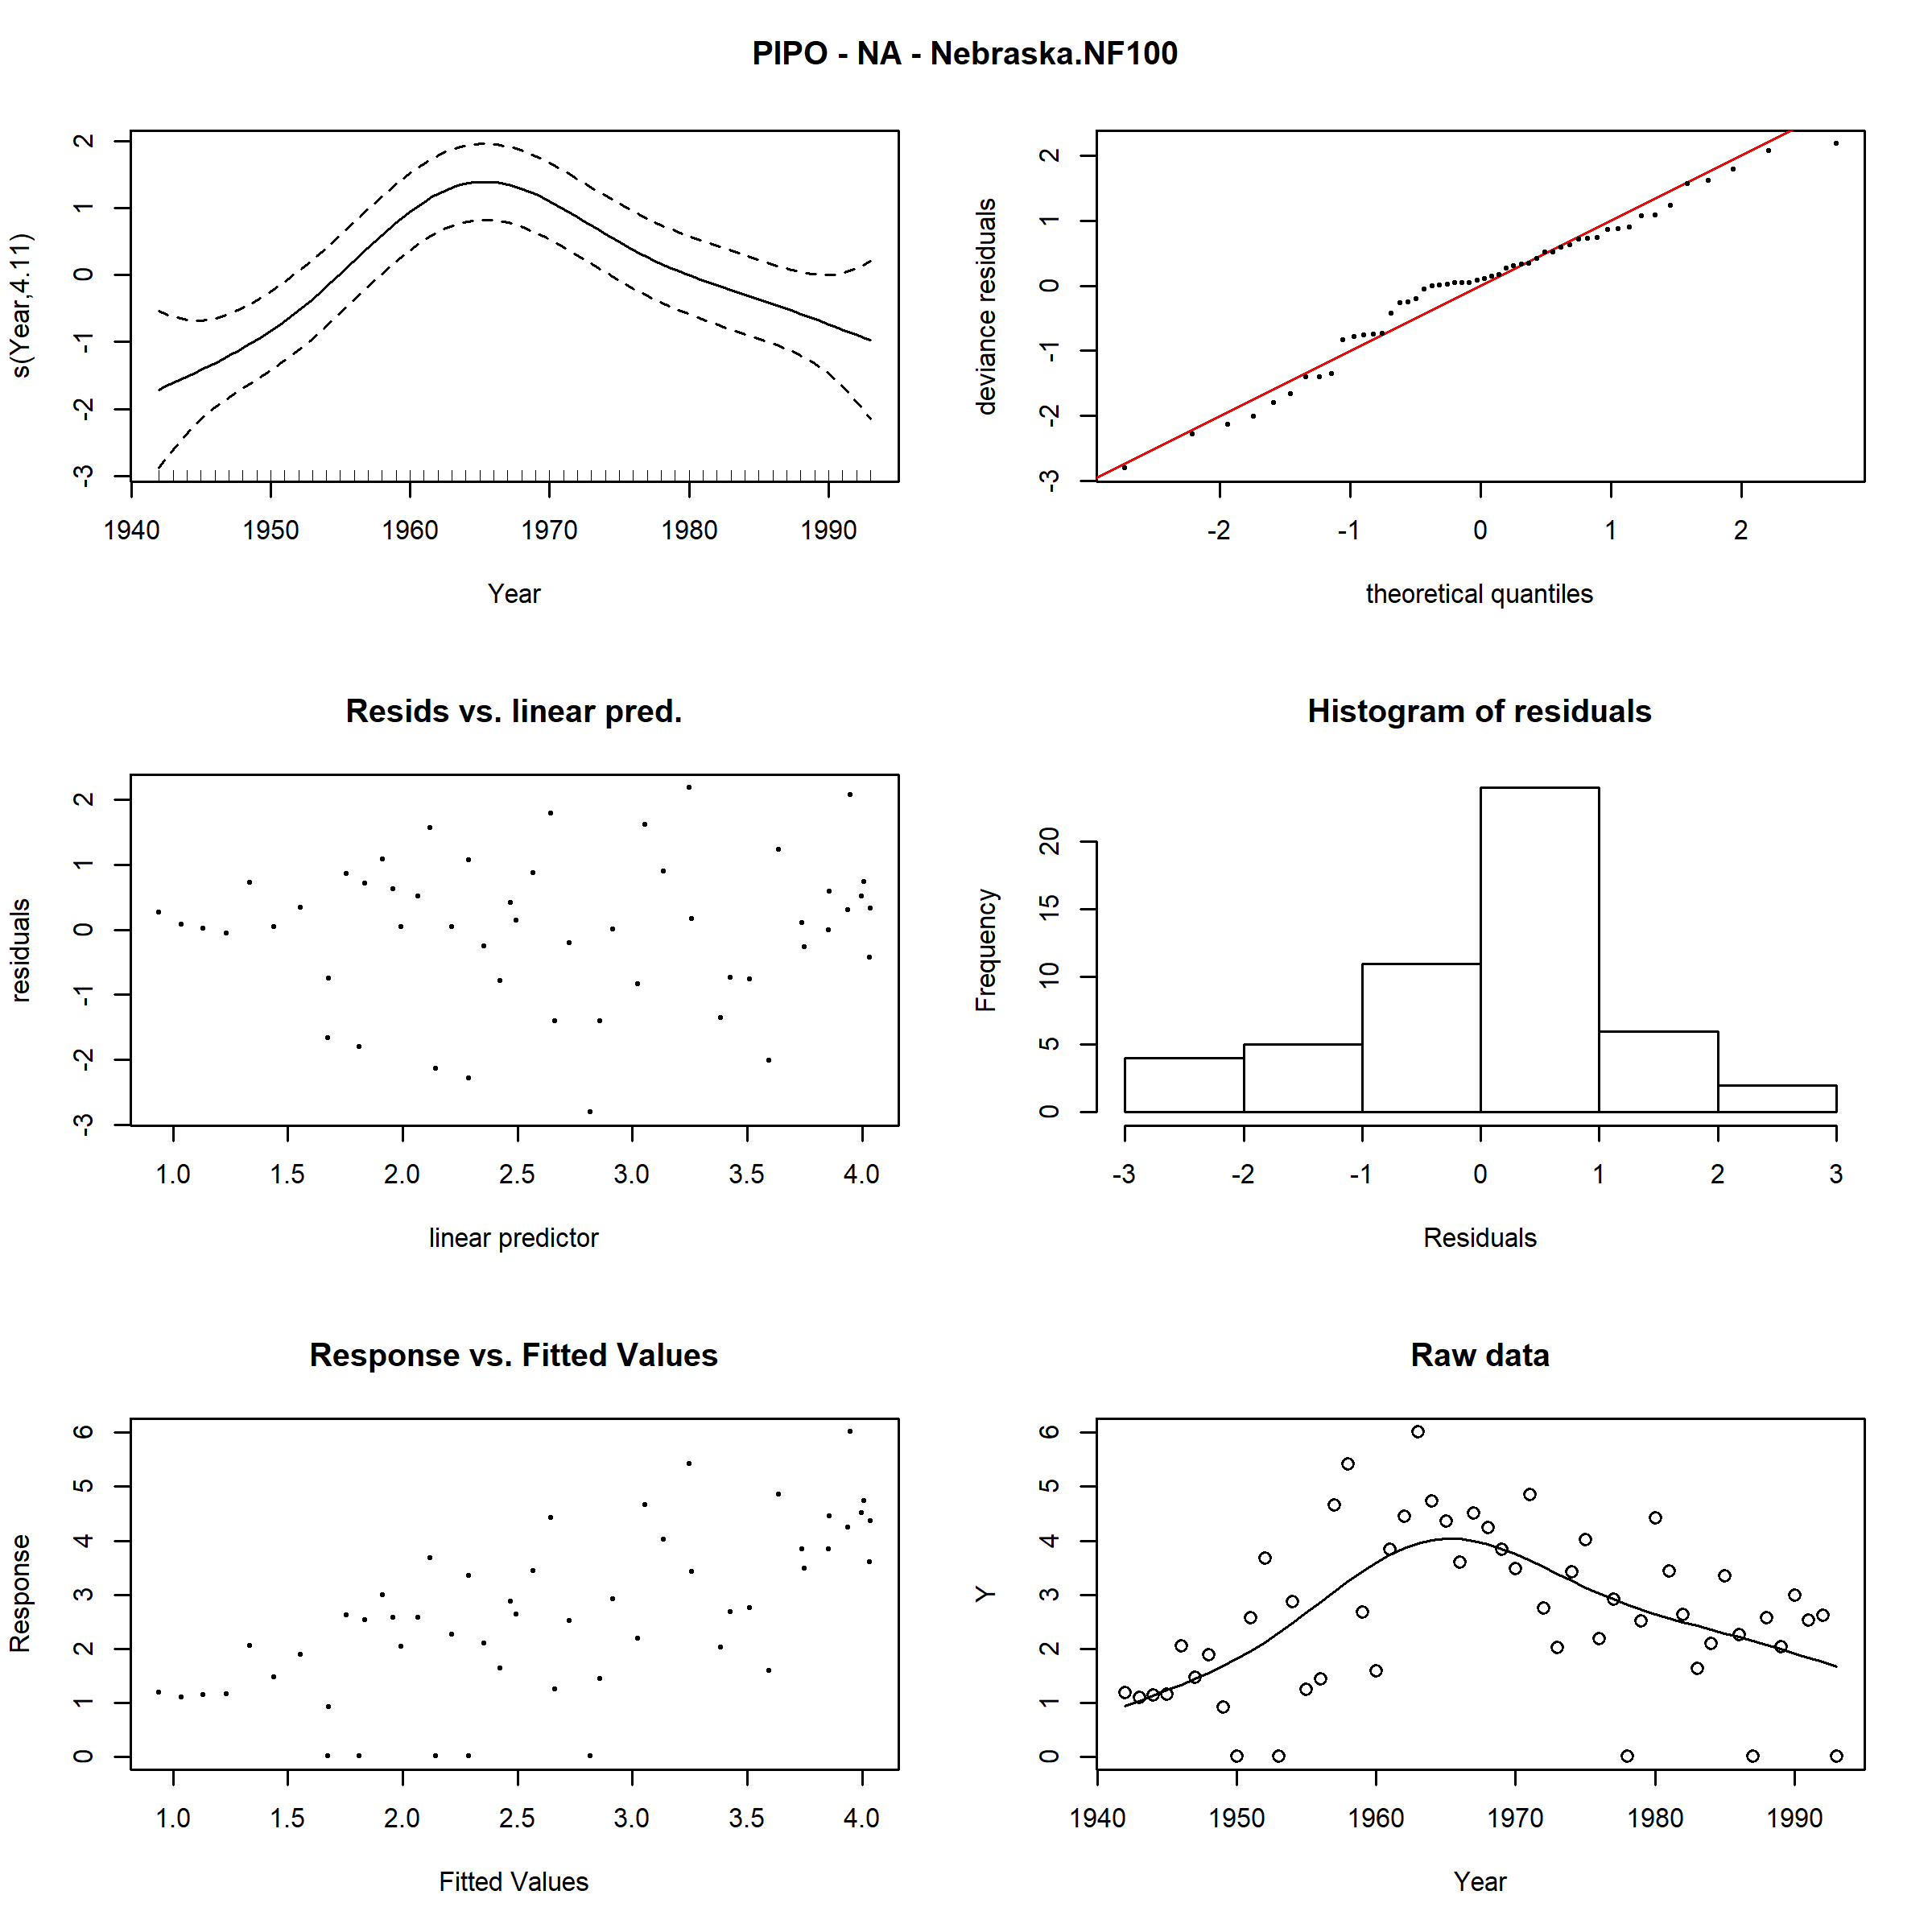 PIPO - NA - Nebraska.NF100
s(Year,4.11)
2
1
0
-1
-2
-3
1940 1950 1960 1970 1980 1990
Year
deviance residuals
2
1
0
-1
-2
-3
-2 -1 0 1 2
theoretical quantiles
Resids vs. linear pred.
residuals
2
1
0
-1
-2
-3
1.0 1.5 2.0 2.5 3.0 3.5 4.0
linear predictor
Histogram of residuals
Frequency
20
15
10
5
0
-3 -2 -1 0 1 2 3
Residuals
Response vs. Fitted Values
Response
6
5
4
3
2
1
0
1.0 1.5 2.0 2.5 3.0 3.5 4.0
Fitted Values
Raw data
Y
6
5
4
3
2
1
0
1940 1950 1960 1970 1980 1990
Year